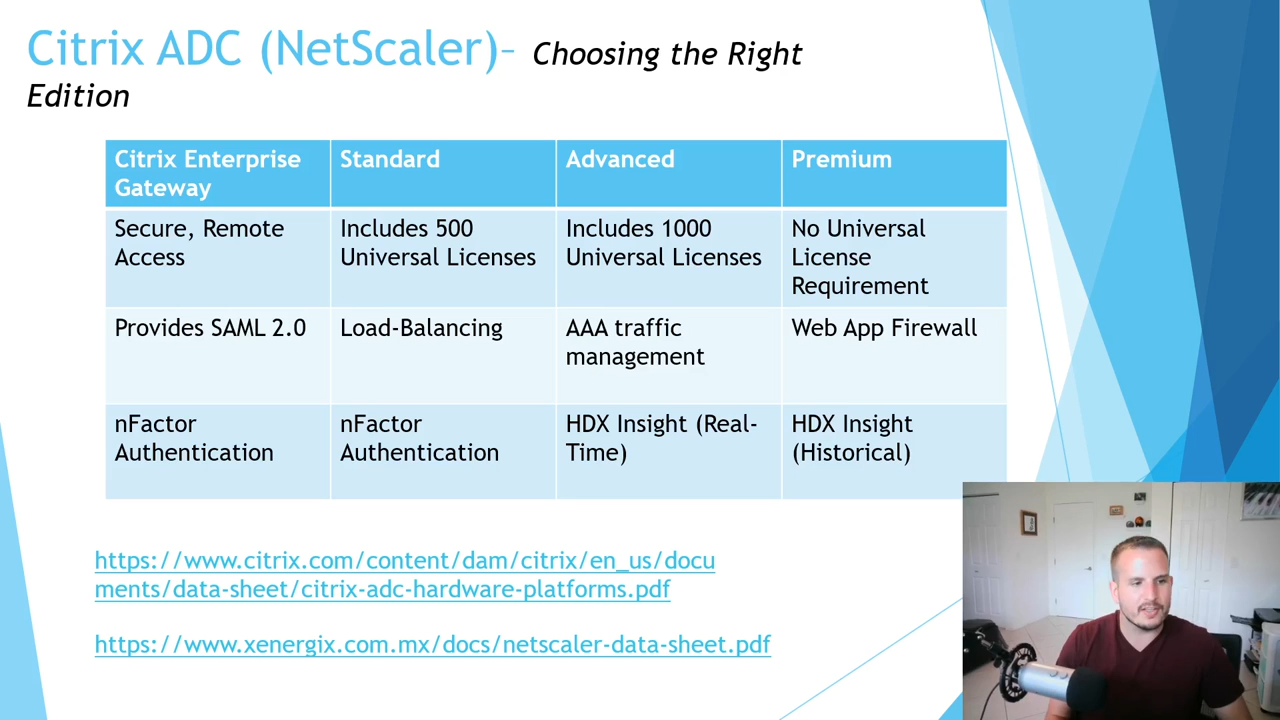 Citrix ADC (NetScaler)– Choosing the Right
Edition
Citrix Enterprise
Gateway
Standard
Advanced
Premium
Secure, Remote
Access
Includes 500
Universal Licenses
Includes 1000
Universal Licenses
No Universal
License
Requirement
Provides SAML 2.0
Load-Balancing
AAA traffic
management
Web App Firewall
nFactor
Authentication
nFactor
Authentication
HDX Insight (Real-
Time)
HDX Insight
(Historical)
https://www.citrix.com/content/dam/citrix/en_us/docu
ments/data-sheet/citrix-adc-hardware-platforms.pdf
https://www.xenergix.com.mx/docs/netscaler-data-sheet.pdf